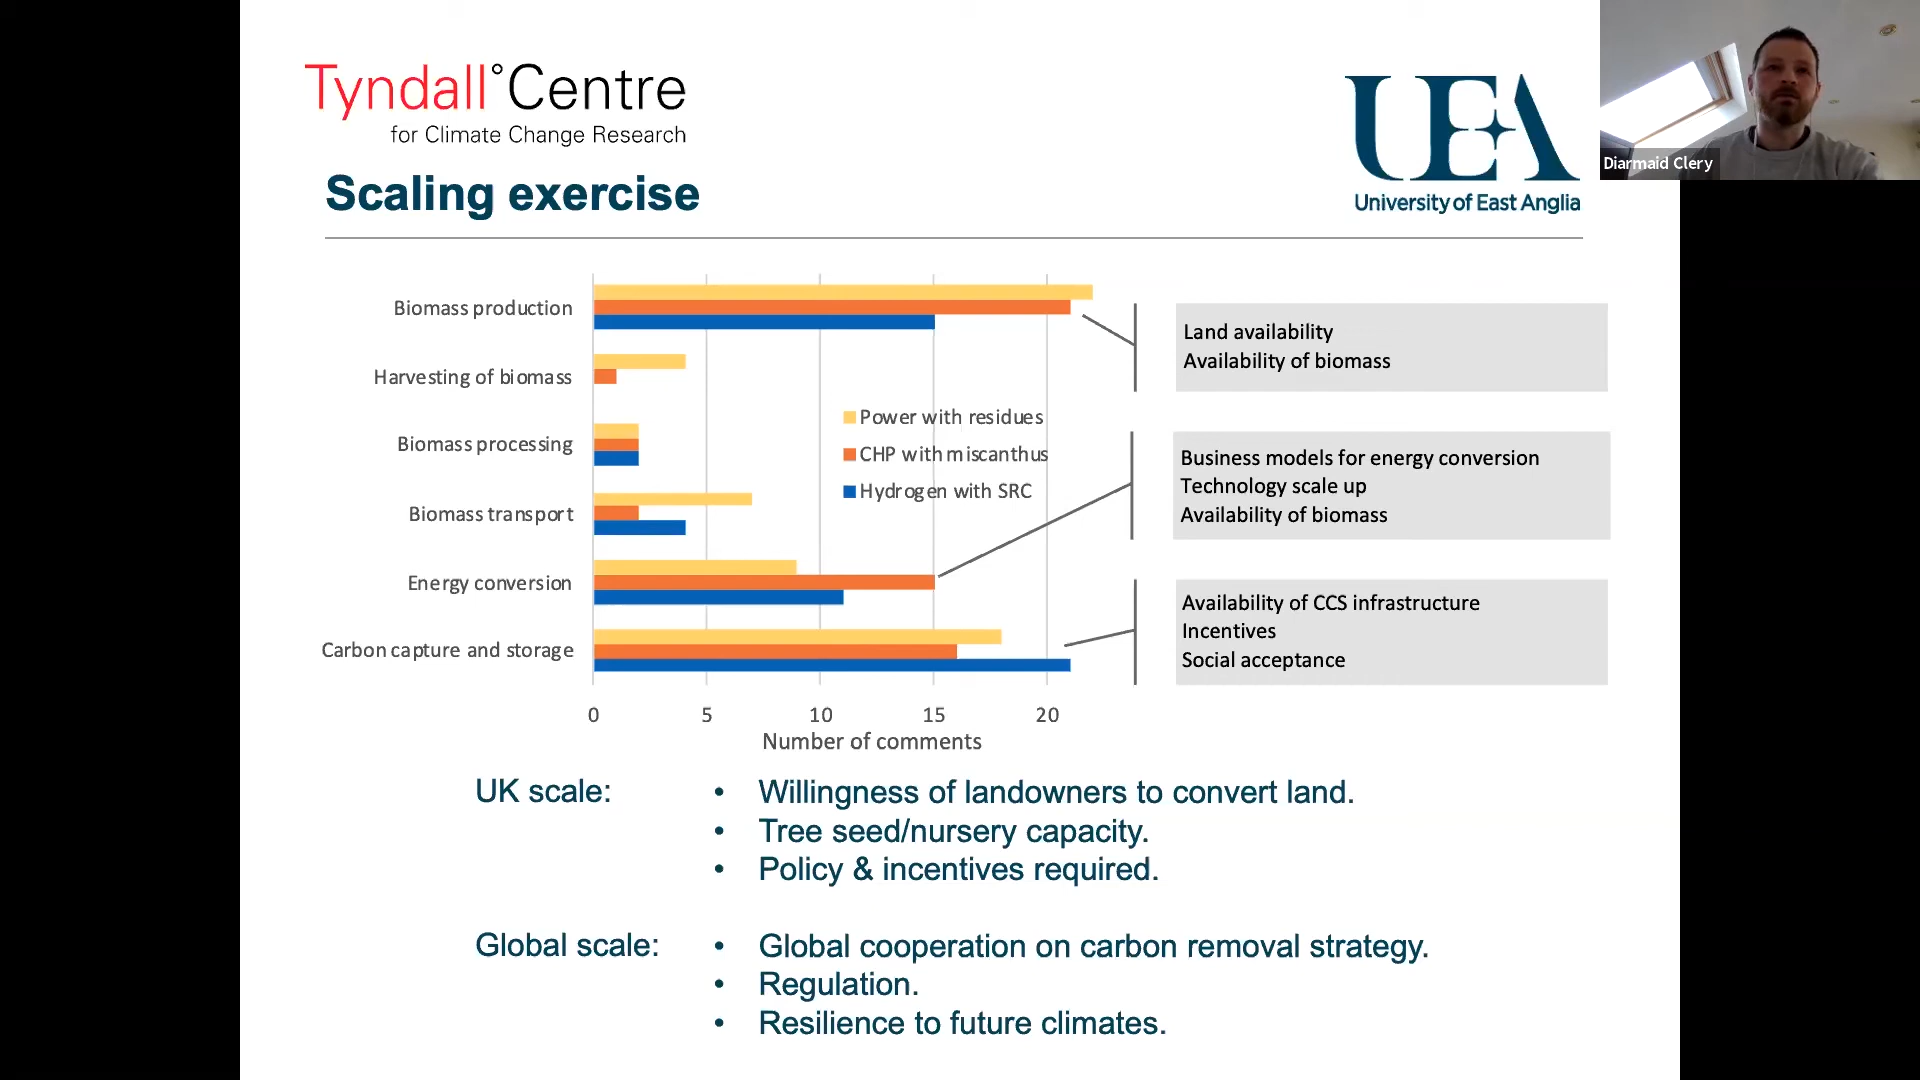 Tyndall°Centre
for Climate Change Research
UEA
University of East Anglia
Diarmaid Clery
Scaling exercise
Biomass production
Harvesting of biomass
Biomass processing
Biomass transport
Energy conversion
Carbon capture and storage
Power with residues
CHP with miscanthus
Hydrogen with SRC
0 5 10 15 20
Number of comments
Land availability
Availability of biomass
Business models for energy conversion
Technology scale up
Availability of biomass
Availability of CCS infrastructure
Incentives
Social acceptance
UK scale:
• Willingness of landowners to convert land.
• Tree seed/nursery capacity.
• Policy & incentives required.
Global scale:
• Global cooperation on carbon removal strategy.
• Regulation.
• Resilience to future climates.